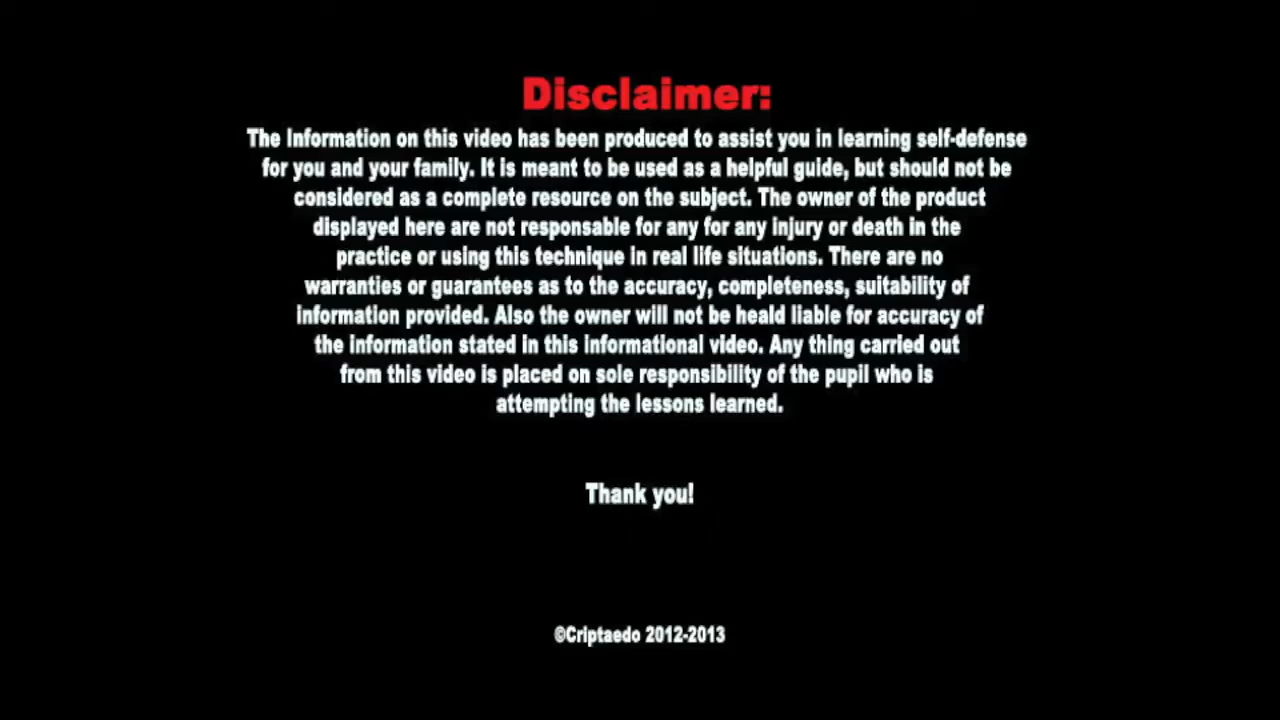 Disclaimer:
The Information on this video has been produced to assist you in learning self-defense
for you and your family. It is meant to be used as a helpful guide, but should not be
considered as a complete resource on the subject. The owner of the product
displayed here are not responsable for any for any injury or death in the
practice or using this technique in real life situations. There are no
warranties or guarantees as to the accuracy, completeness, suitability of
information provided. Also the owner will not be heald liable for accuracy of
the information stated in this informational video. Any thing carried out
from this video is placed on sole responsibility of the pupil who is
attempting the lessons learned.
Thank you!
©Criptaedo 2012-2013